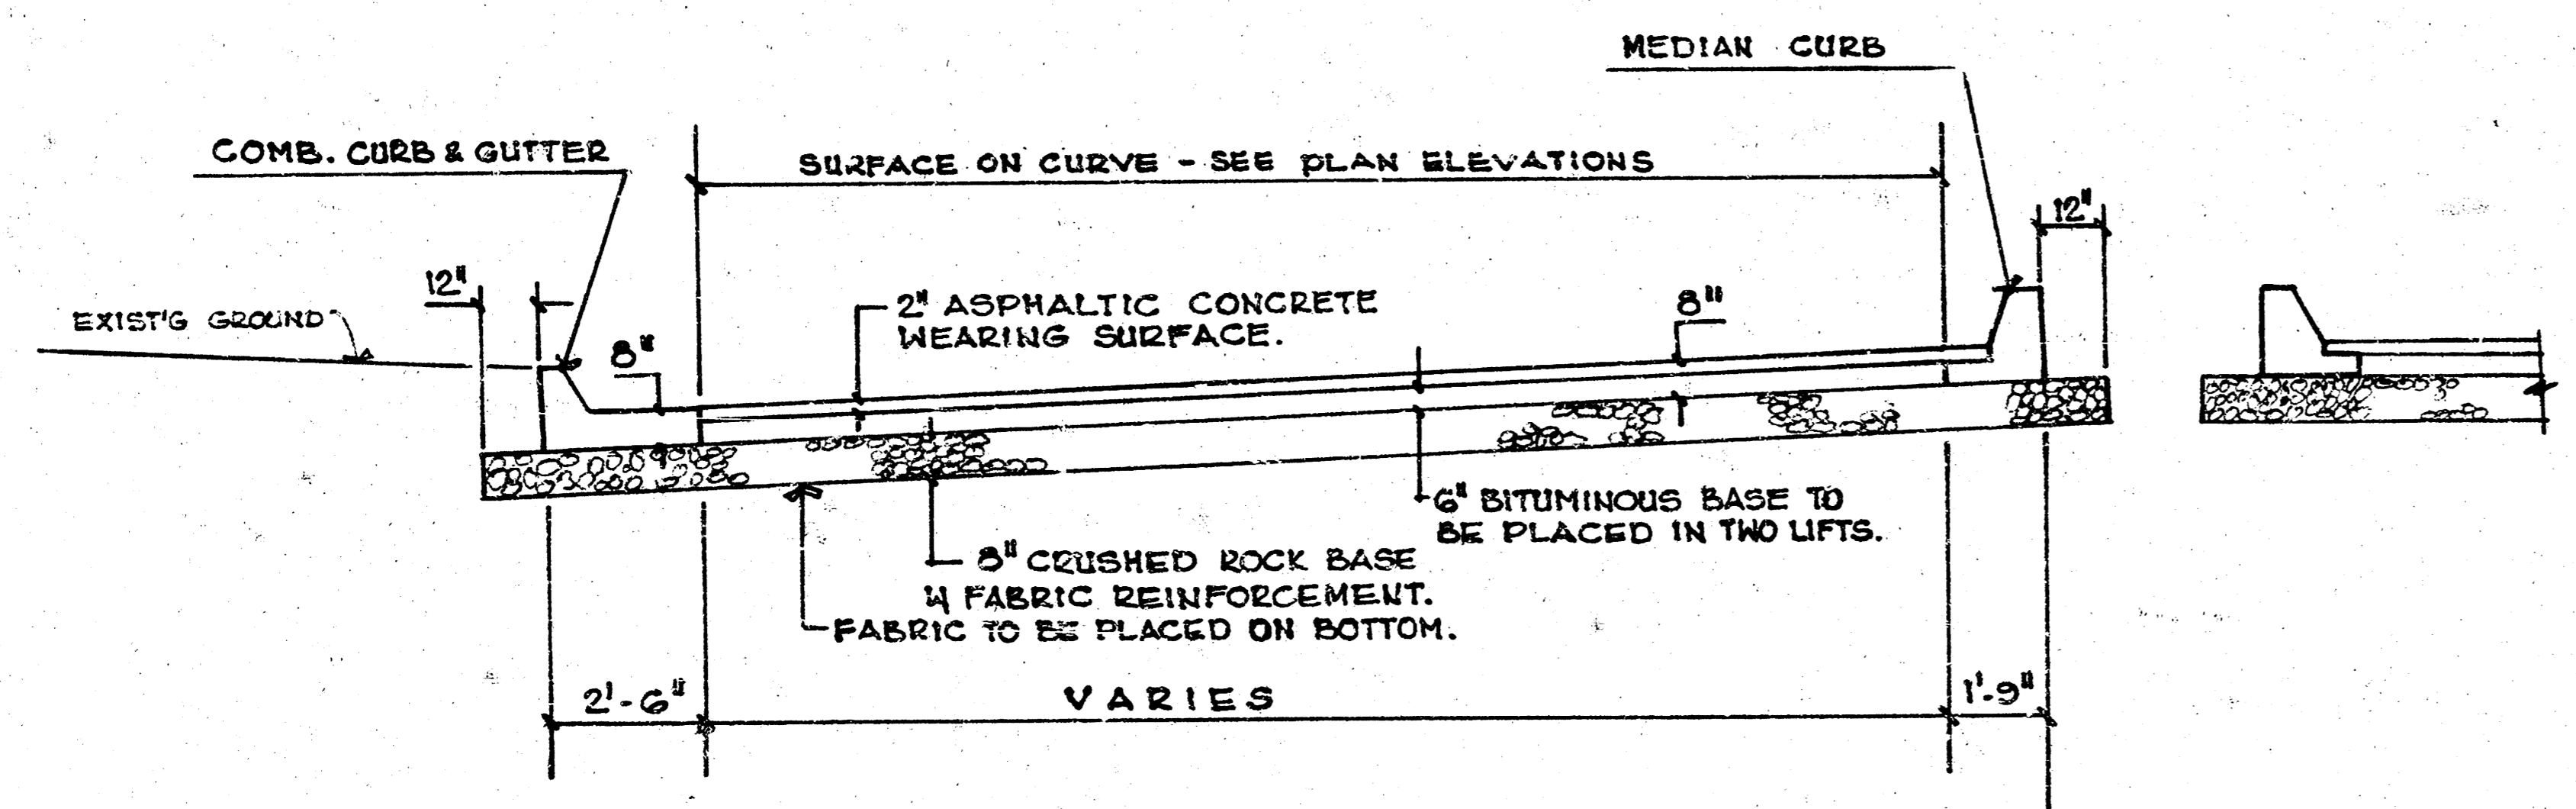 MEDIAN CURB
COMB. CURB & GUTTER
SURFACE ON CURVE - SEE PLAN ELEVATIONS
12"
12"
EXIST'G GROUND
2" ASPHALTIC CONCRETE
WEARING SURFACE.
8"
8"
6" BITUMINOUS BASE TO
BE PLACED IN TWO LIFTS.
8" CRUSHED ROCK BASE
W FABRIC REINFORCEMENT.
FABRIC TO BE PLACED ON BOTTOM.
2'-6"
VARIES
1'-9"